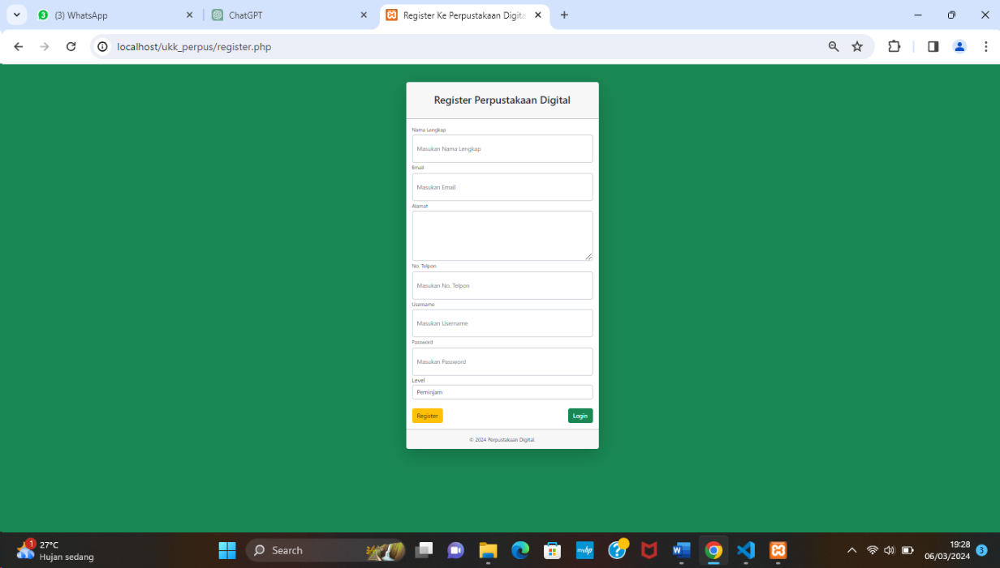 (3) WhatsApp
ChatGPT
Register Ke Perpustakaan Digita
localhost/ukk_perpus/register.php
Register Perpustakaan Digital
Nama Lengkap
Masukan Nama Lengkap
Email
Masukan Email
Alamat
No. Telpon
Masukan No. Telpon
Username
Masukan Username
Password
Masukan Password
Level
Peminjam
Register
Login
© 2024 Perpustakaan Digital.
1
27°C
Hujan sedang
Search
myhp
W
19:28
06/03/2024
3